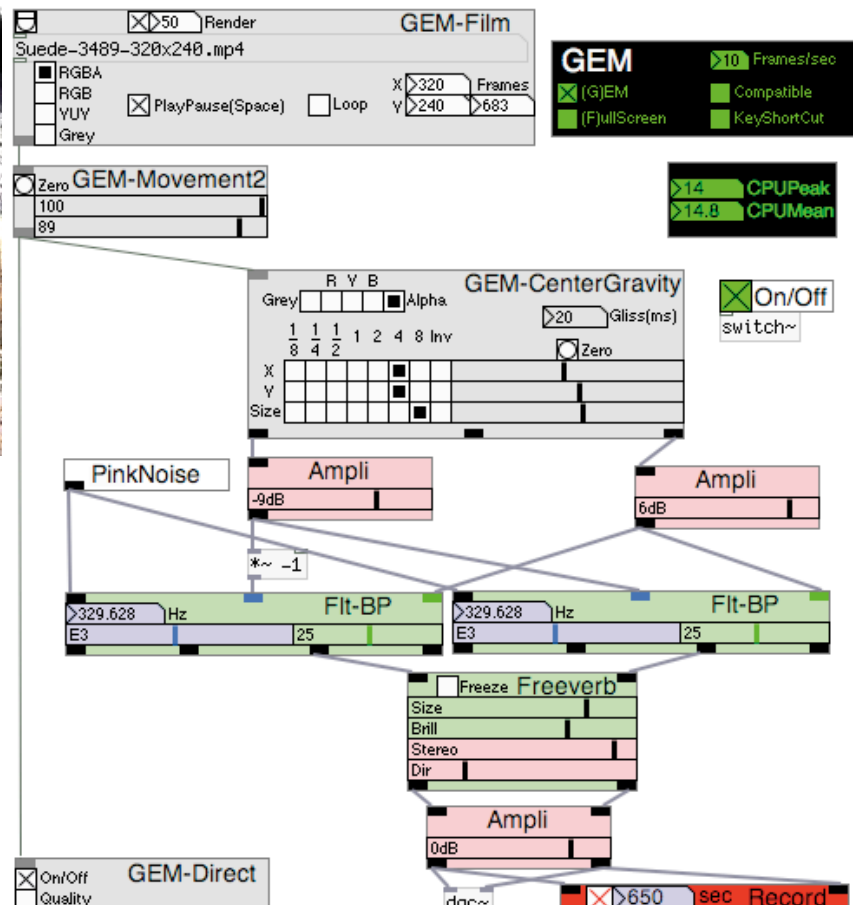 50 Render GEM-Film
Suede-3489-320x240.mp4
RGBA
RGB
YUV
Grey
PlayPause(Space)
Loop
X 320 Frames
Y 240 683
GEM 10 Frames/sec
(G)EM Compatible
(F)ullScreen KeyShortCut
Zero GEM-Movement2
100
89
14 CPUPeak
14.8 CPUMean
GEM-CenterGravity
R Y B
Grey Alpha
20 Gliss(ms)
1/8 1/4 1/2 1 2 4 8 Inv
Zero
X
Y
Size
On/Off
switch~
PinkNoise
Ampli
-9dB
Ampli
6dB
*~ -1
329.628 Hz Flt-BP
E3 25
329.628 Hz Flt-BP
E3 25
Freeze Freeverb
Size
Brill
Stereo
Dir
Ampli
0dB
On/Off GEM-Direct
Quality
dac~
650 sec Record